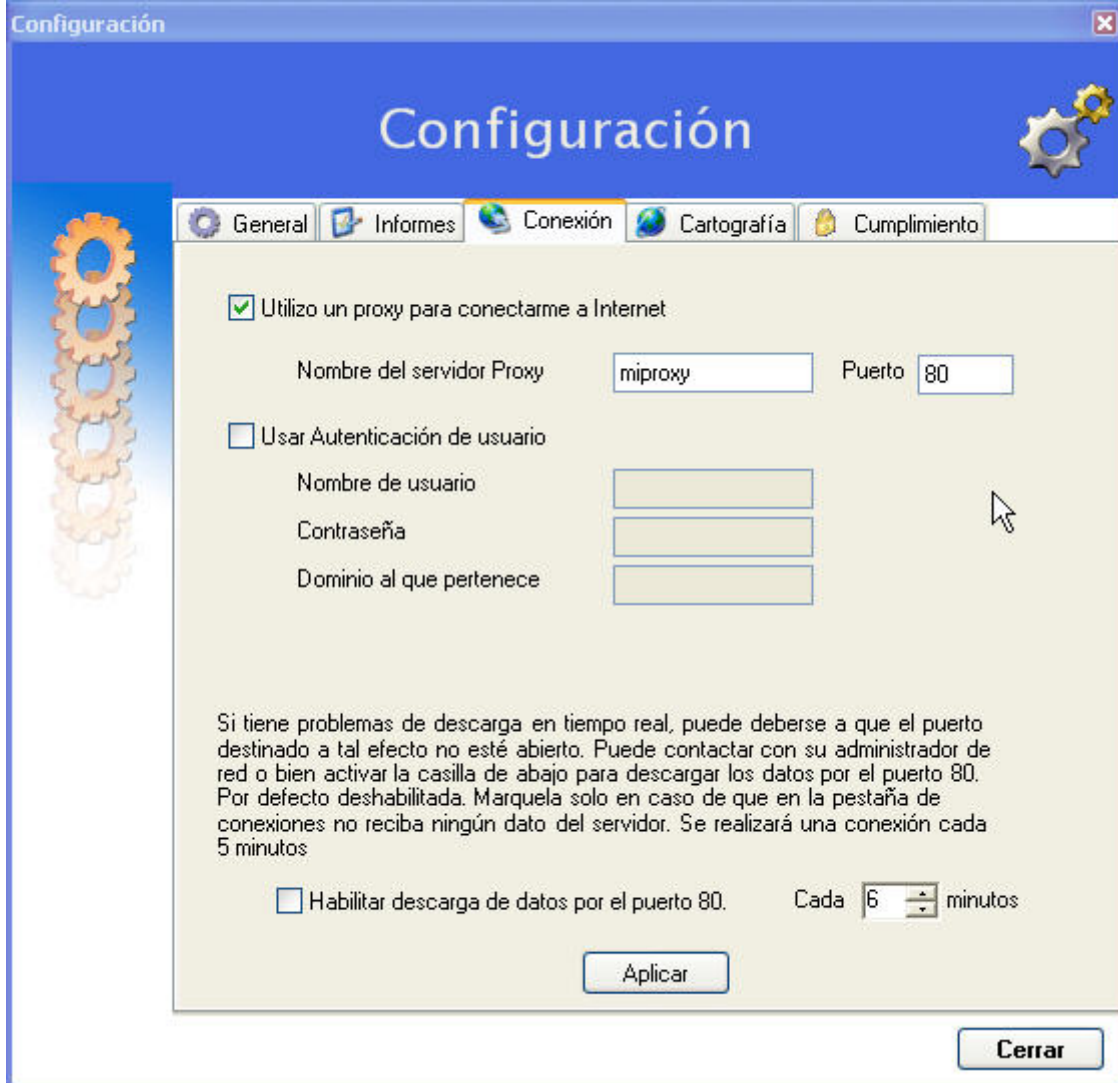 Configuración
Configuración
General Informes Conexión Cartografía Cumplimiento
Utilizo un proxy para conectarme a Internet
Nombre del servidor Proxy miproxy Puerto 80
Usar Autenticación de usuario
Nombre de usuario
Contraseña
Dominio al que pertenece
Si tiene problemas de descarga en tiempo real, puede deberse a que el puerto
destinado a tal efecto no esté abierto. Puede contactar con su administrador de
red o bien activar la casilla de abajo para descargar los datos por el puerto 80.
Por defecto deshabilitada. Marquela solo en caso de que en la pestaña de
conexiones no reciba ningún dato del servidor. Se realizará una conexión cada
5 minutos
Habilitar descarga de datos por el puerto 80. Cada 6 minutos
Aplicar
Cerrar